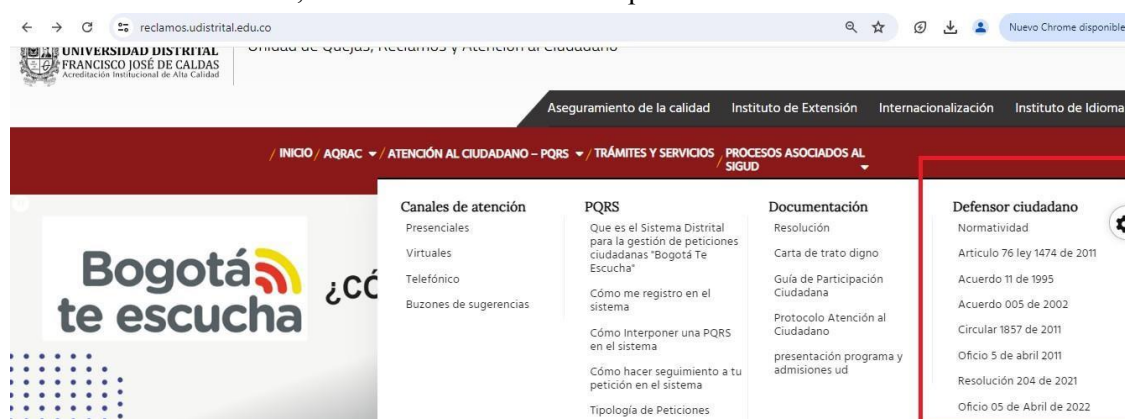 reclamos.udistrital.edu.co
Nuevo Chrome disponible
UNIVERSIDAD DISTRITAL
FRANCISCO JOSÉ DE CALDAS
Acreditación Institucional de Alta Calidad
Unidad de Quejas, Reclamos y Atención al Ciudadano
Aseguramiento de la calidad Instituto de Extensión Internacionalización Instituto de Idioma
/ INICIO / AQRAC / ATENCIÓN AL CIUDADANO – PQRS / TRÁMITES Y SERVICIOS / PROCESOS ASOCIADOS AL
SIGUD
Canales de atención
Presenciales
Virtuales
Telefónico
Buzones de sugerencias
PQRS
Que es el Sistema Distrital
para la gestión de peticiones
ciudadanas "Bogotá Te
Escucha"
Cómo me registro en el
sistema
Cómo Interponer una PQRS
en el sistema
Cómo hacer seguimiento a tu
petición en el sistema
Tipología de Peticiones
Documentación
Resolución
Carta de trato digno
Guía de Participación
Ciudadana
Protocolo Atención al
Ciudadano
presentación programa y
admisiones ud
Defensor ciudadano
Normatividad
Articulo 76 ley 1474 de 2011
Acuerdo 11 de 1995
Acuerdo 005 de 2002
Circular 1857 de 2011
Oficio 5 de abril 2011
Resolución 204 de 2021
Oficio 05 de Abril de 2022
Bogotá
te escucha
¿CÓ